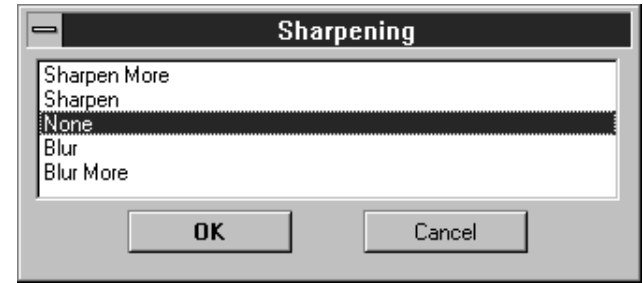 Sharpening
Sharpen More
Sharpen
None
Blur
Blur More
OK Cancel